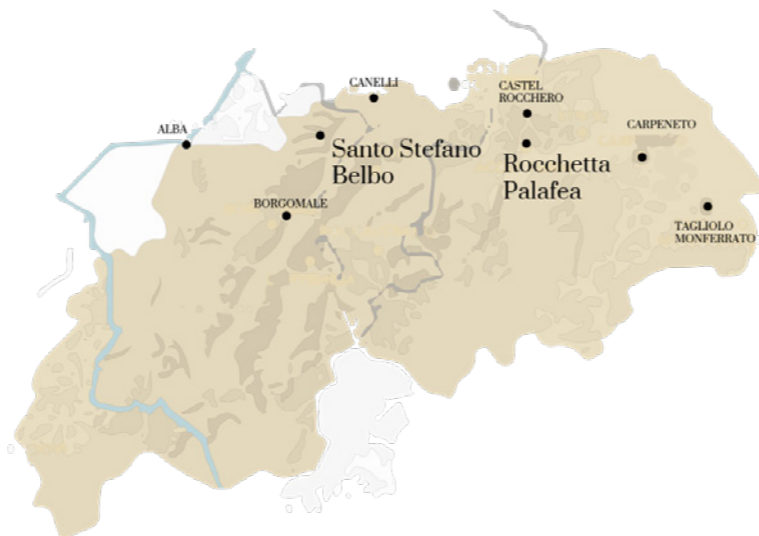 CANELLI
CASTEL
ROCCHERO
ALBA
CARPENETO
Santo Stefano
Belbo
Rocchetta
Palafea
BORGOMALE
TAGLIOLO
MONFERRATO